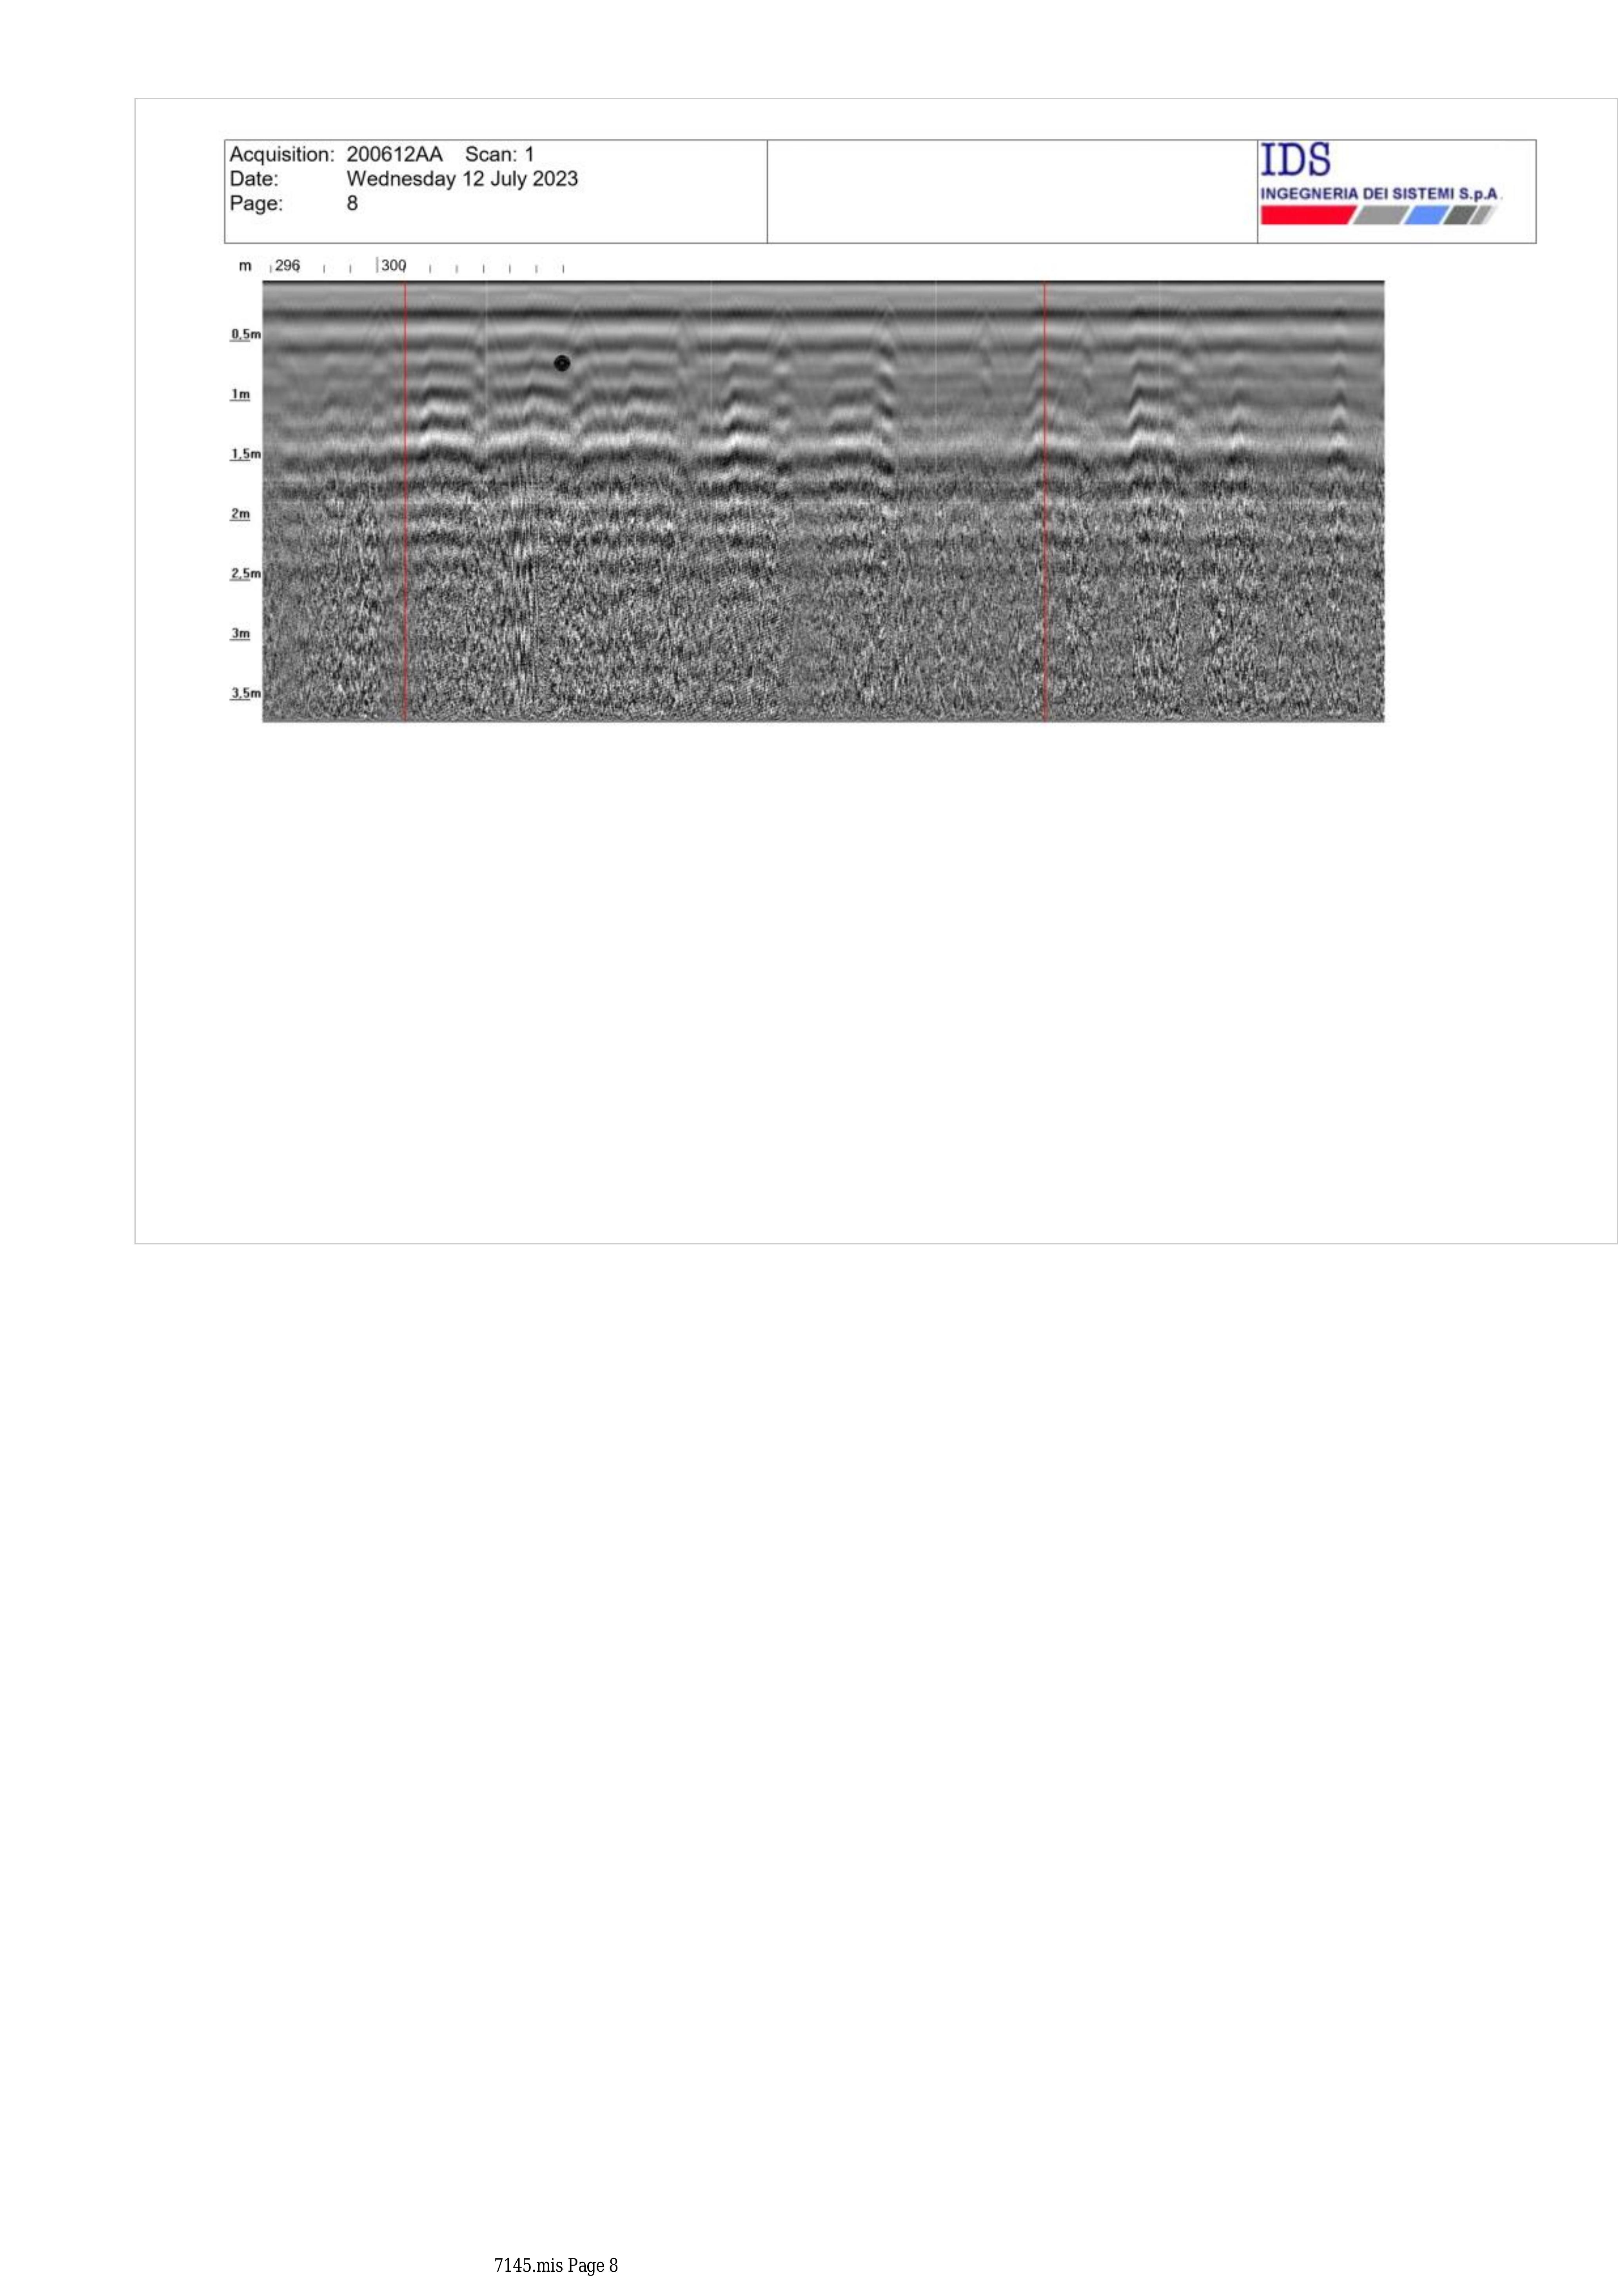 Acquisition: 200612AA Scan: 1
Date: Wednesday 12 July 2023
Page: 8
IDS
INGEGNERIA DEI SISTEMI S.p.A.
m 296 300
0,5m
1m
1,5m
2m
2,5m
3m
3,5m
7145.mis Page 8